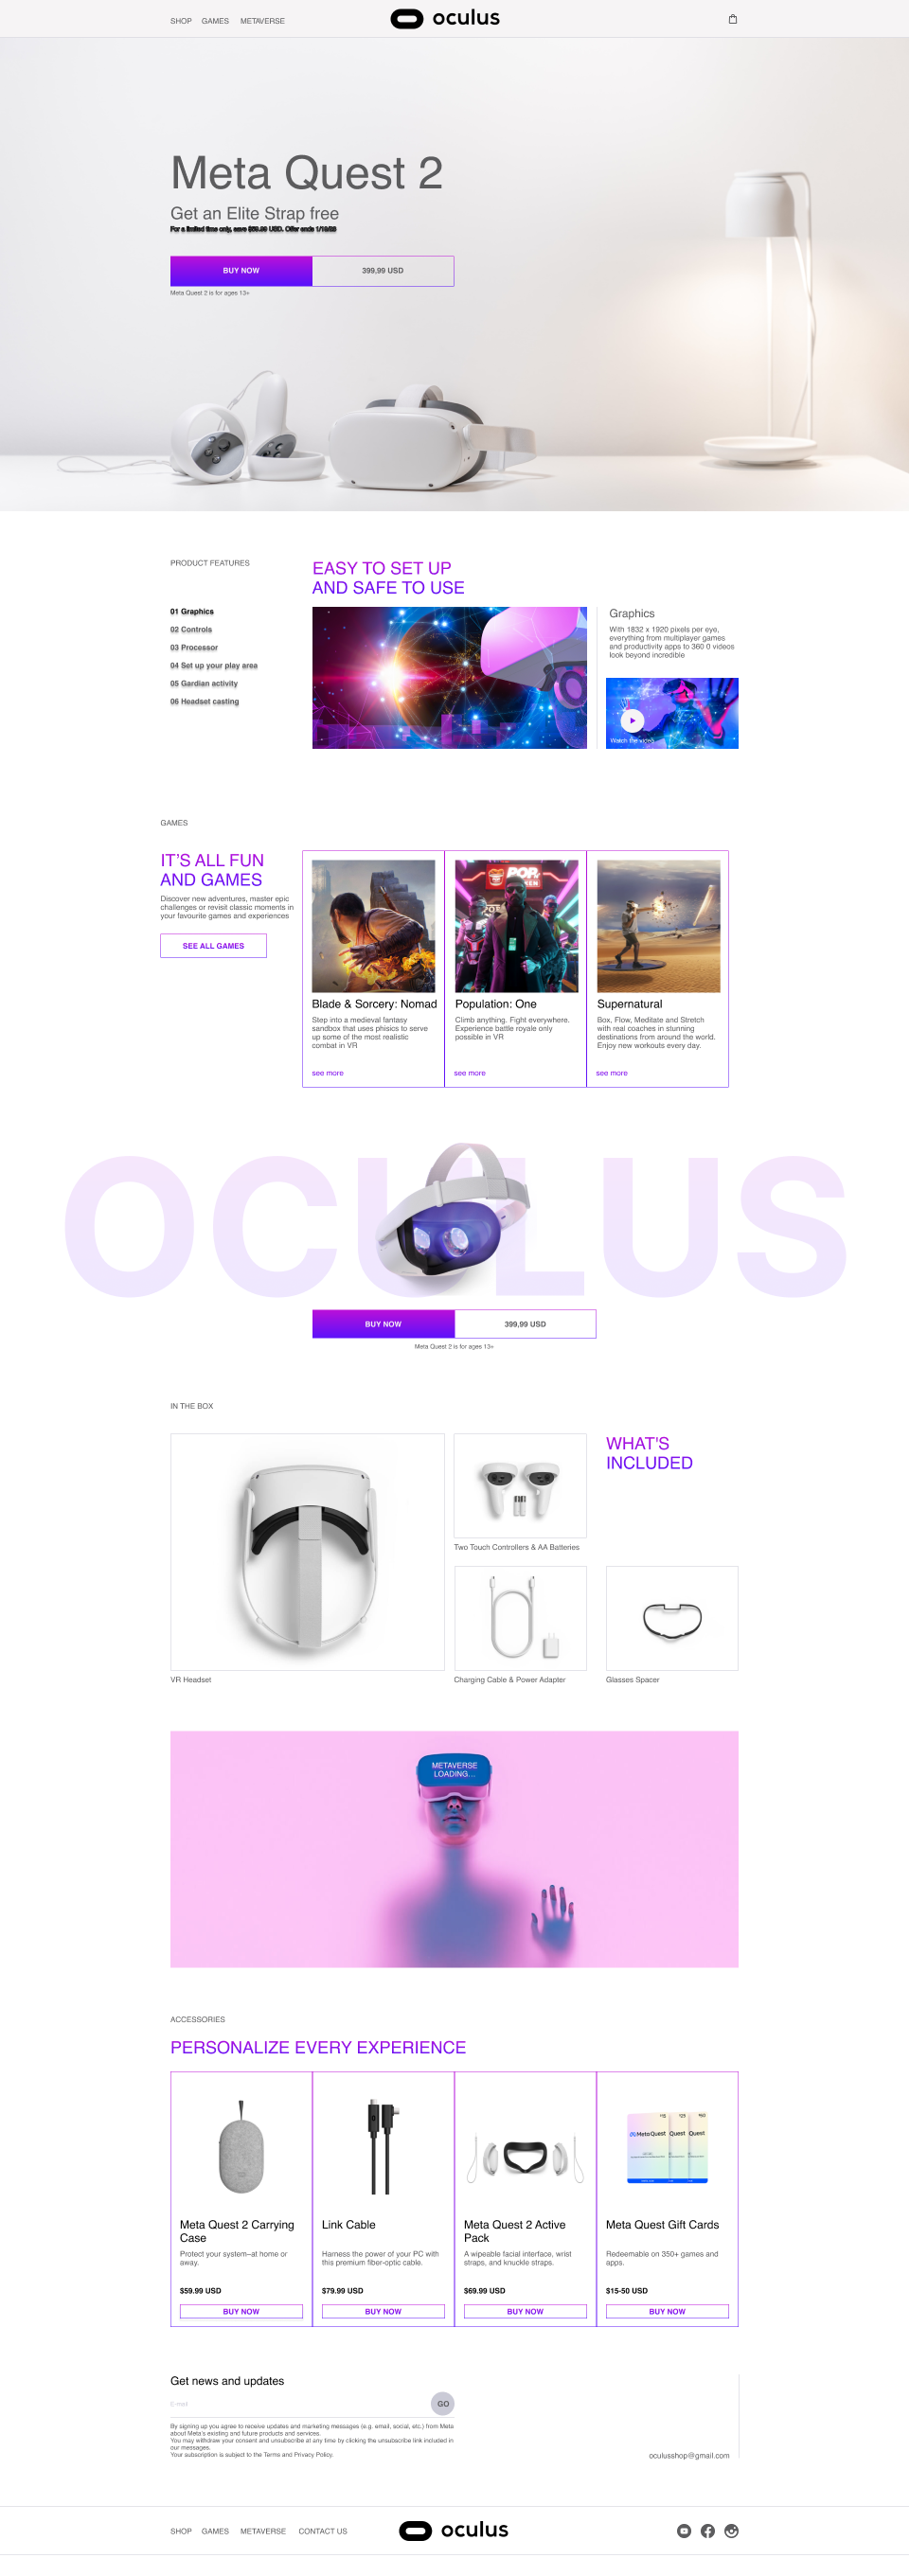 SHOP GAMES METAVERSE
oculus
Meta Quest 2
Get an Elite Strap free
For a limited time only, save $59.99 USD. Offer ends
BUY NOW
399,99 USD
Meta Quest 2 is for ages 13+
PRODUCT FEATURES
01 Graphics
02 Controls
03 Processor
04 Set up your play area
05 Gardian activity
06 Headset casting
EASY TO SET UP
AND SAFE TO USE
Graphics
With 1832 x 1920 pixels per eye,
everything from multiplayer games
and productivity apps to 360 0 videos
look beyond incredible
Watch the video
GAMES
IT'S ALL FUN
AND GAMES
Discover new adventures, master epic
challenges or revisit classic moments in
your favourite games and experiences
SEE ALL GAMES
Blade & Sorcery: Nomad
Step into a medieval fantasy
sandbox that uses phisics to serve
up some of the most realistic
combat in VR
see more
POP.
Population: One
Climb anything. Fight everywhere.
Experience battle royale only
possible in VR
see more
Supernatural
Box, Flow, Meditate and Stretch
with real coaches in stunning
destinations from around the world.
Enjoy new workouts every day.
see more
OCULUS
BUY NOW
399,99 USD
Meta Quest 2 is for ages 13+
IN THE BOX
WHAT'S
INCLUDED
VR Headset
Two Touch Controllers & AA Batteries
Charging Cable & Power Adapter
Glasses Spacer
METAVERSE
LOADING...
ACCESSORIES
PERSONALIZE EVERY EXPERIENCE
Meta Quest 2 Carrying
Case
Protect your system–at home or
away.
$59.99 USD
BUY NOW
Link Cable
Harness the power of your PC with
this premium fiber-optic cable.
$79.99 USD
BUY NOW
Meta Quest 2 Active
Pack
A wipeable facial interface, wrist
straps, and knuckle straps.
$69.99 USD
BUY NOW
Meta Quest Quest Quest
Meta Quest Gift Cards
Redeemable on 350+ games and
apps.
$15-50 USD
BUY NOW
Get news and updates
E-mail
GO
By signing up you agree to receive updates and marketing messages (e.g. email, social, etc.) from Meta
about Meta's existing and future products and services.
You may withdraw your consent and unsubscribe at any time by clicking the unsubscribe link included in
our messages.
Your subscription is subject to the Terms and Privacy Policy.
oculusshop@gmail.com
SHOP GAMES METAVERSE CONTACT US
oculus